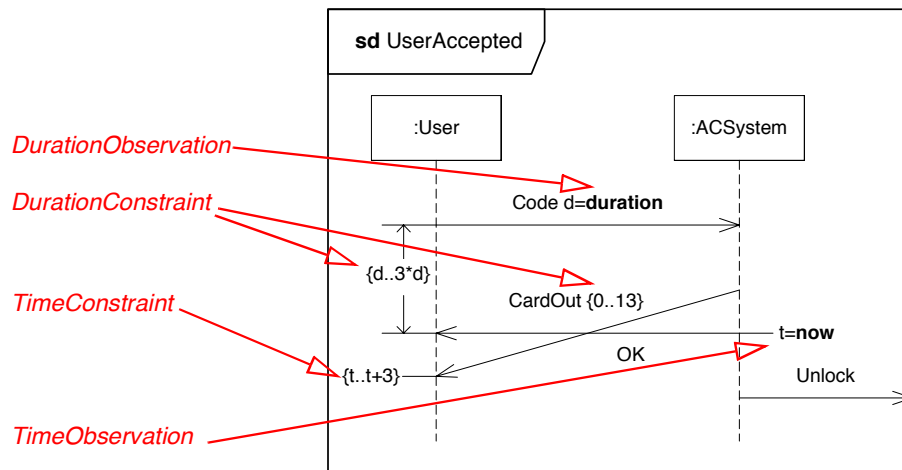 sd UserAccepted
:User
:ACSystem
DurationObservation
Code d=duration
DurationConstraint
{d..3*d}
CardOut {0..13}
TimeConstraint
t=now
OK
{t..t+3}
Unlock
TimeObservation